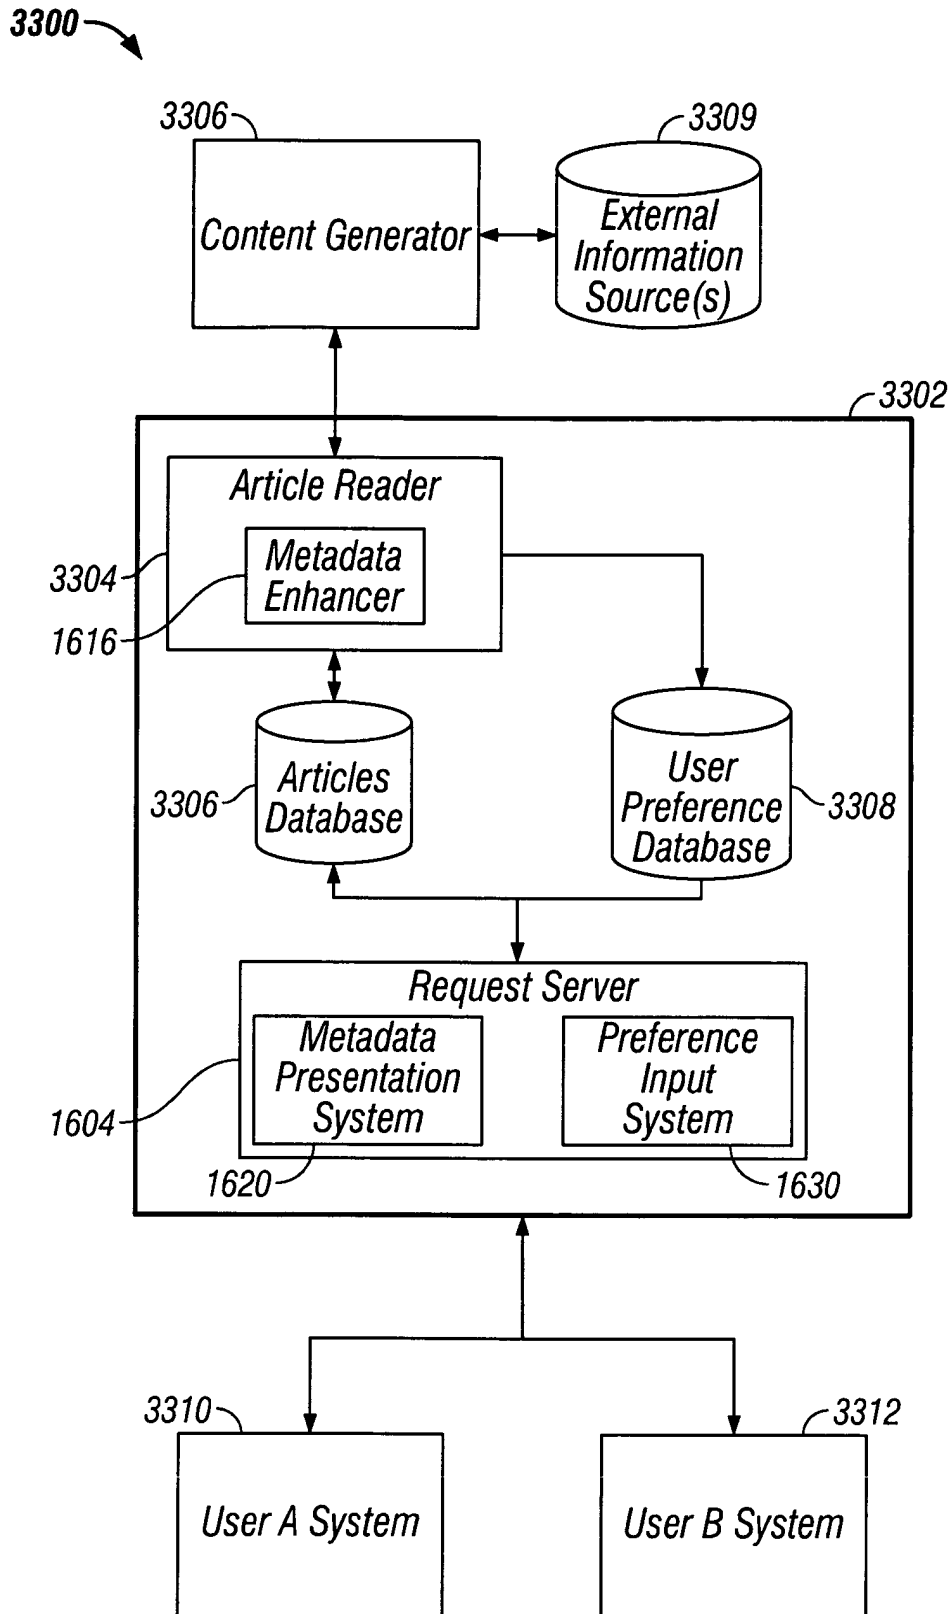 3300
3306
3309
Content Generator
External
Information
Source(s)
3302
Article Reader
Metadata
Enhancer
3304
1616
Articles
Database
3306
User
Preference
Database
3308
Request Server
Metadata
Presentation
System
Preference
Input
System
1604
1620
1630
3310
3312
User A System
User B System